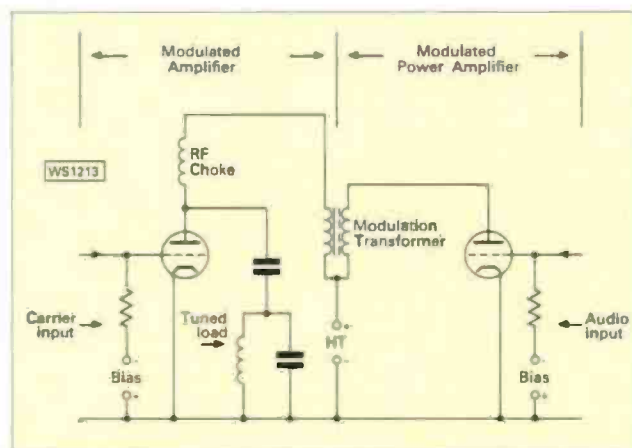 Modulated
Amplifier
Modulated
Power Amplifier
RF
Choke
WS1213
Modulation
Transformer
Carrier
input
Tuned
load
HT
+
-
Audio
input
Bias
-
+
Bias
-
+